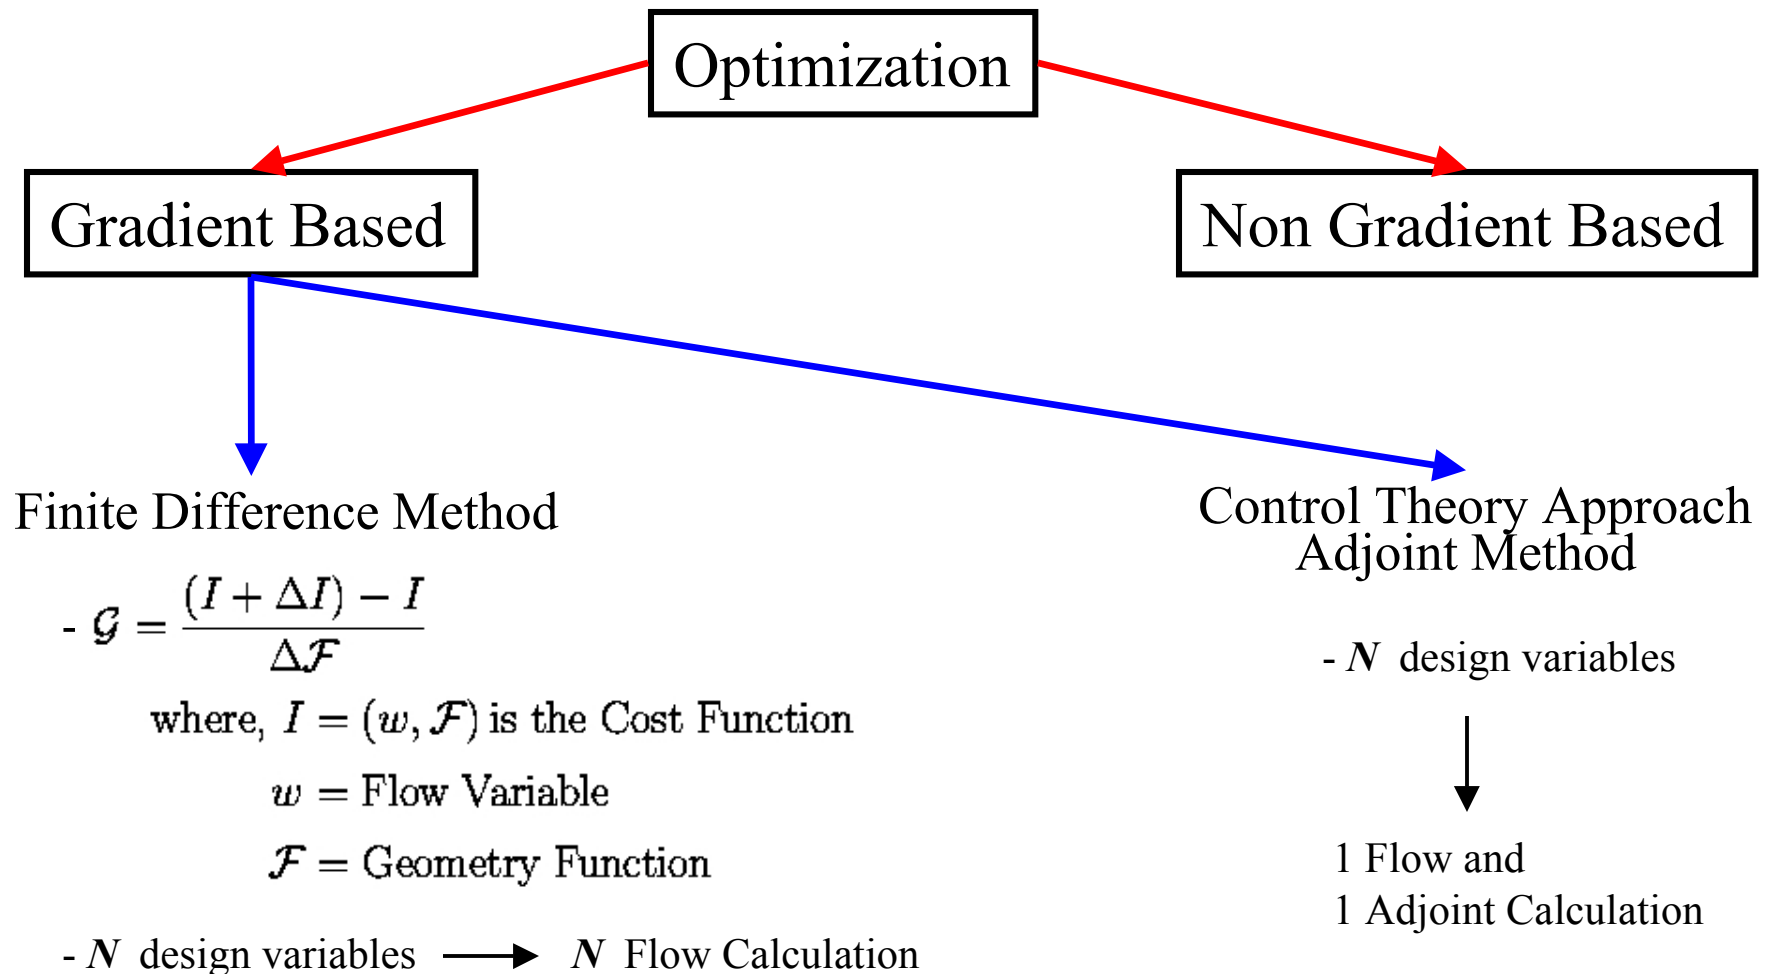 Optimization
Gradient Based
Non Gradient Based
Finite Difference Method
- 𝒢 = ((I + ΔI) − I) / Δℱ
where, I = (w, ℱ) is the Cost Function
w = Flow Variable
ℱ = Geometry Function
- N design variables → N Flow Calculation
Control Theory Approach
Adjoint Method
- N design variables
1 Flow and
1 Adjoint Calculation